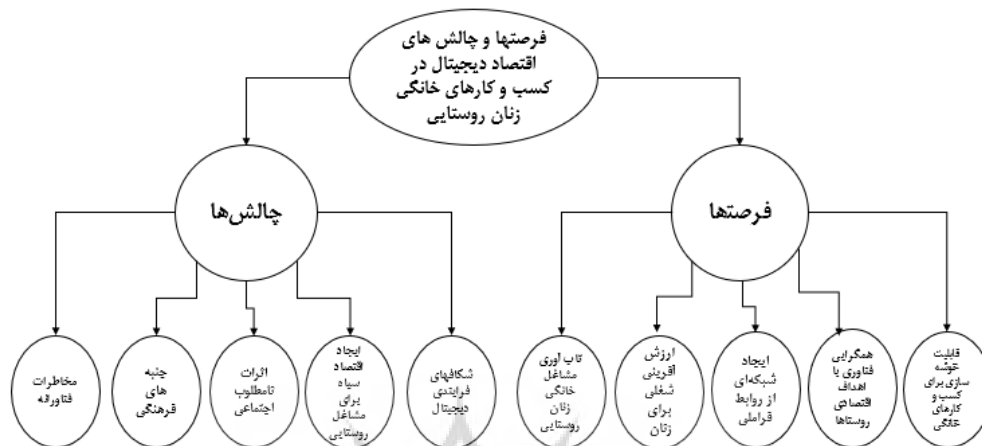 فرصتها و چالش های
اقتصاد دیجیتال در
کسب و کارهای خانگی
زنان روستایی
فرصتها
چالش‌ها
قابلیت
خوشه
سازی برای
کسب و
کارهای
خانگی
همگرایی
فناوری با
اهداف
اقتصادی
روستاها
ایجاد
شبکه‌ای
از روابط
فراملی
ارزش
آفرینی
شغلی
برای
زنان
تاب آوری
مشاغل
خانگی
زنان
روستایی
شکافهای
فرایندی
دیجیتال
ایجاد
اقتصاد
سیاه
برای
مشاغل
روستایی
اثرات
نامطلوب
اجتماعی
جنبه
های
فرهنگی
مخاطرات
فناورانه